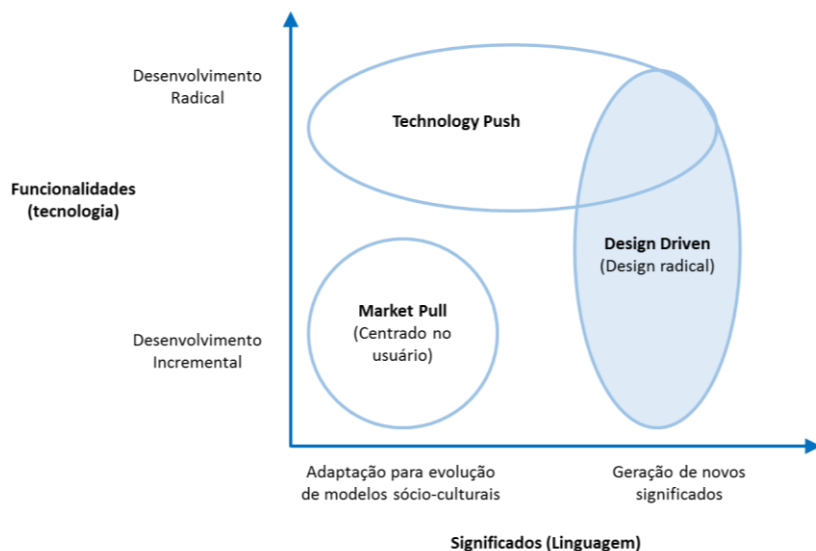 Desenvolvimento
Radical
Technology Push
Funcionalidades
(tecnologia)
Design Driven
(Design radical)
Market Pull
(Centrado no
usuário)
Desenvolvimento
Incremental
Adaptação para evolução
de modelos sócio-culturais
Geração de novos
significados
Significados (Linguagem)